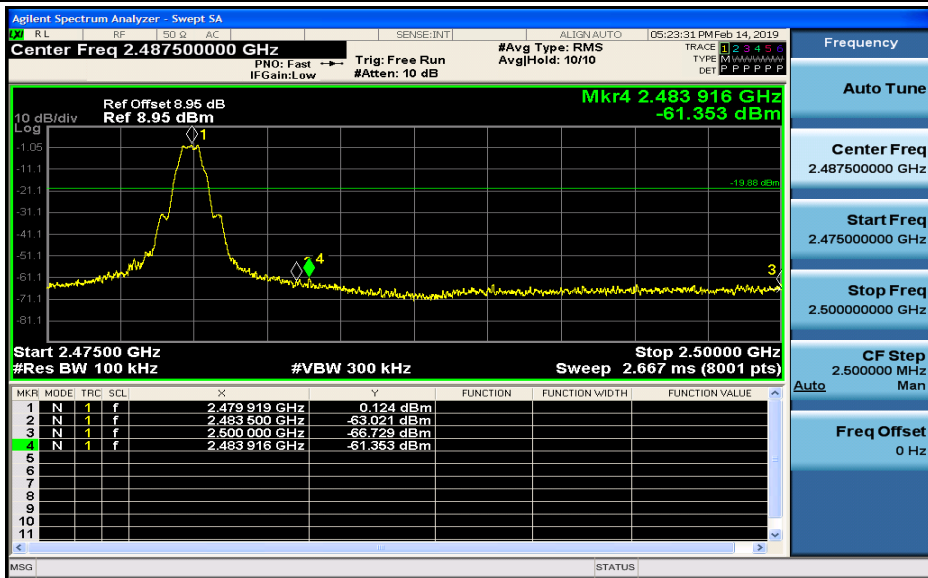 Agilent Spectrum Analyzer - Swept SA
LXI RL RF 50 Ω AC SENSE:INT ALIGN AUTO 05:23:31 PM Feb 14, 2019
Center Freq 2.487500000 GHz #Avg Type: RMS TRACE 1 2 3 4 5 6
PNO: Fast Trig: Free Run Avg|Hold: 10/10 TYPE M WWWWW
IFGain:Low #Atten: 10 dB DET P P P P P P
Ref Offset 8.95 dB Mkr4 2.483 916 GHz
10 dB/div Ref 8.95 dBm -61.353 dBm
Log
1
-1.05
-11.1
-19.88 dBm
-21.1
-31.1
-41.1
-51.1
4
3
-61.1
-71.1
-81.1
Start 2.47500 GHz Stop 2.50000 GHz
#Res BW 100 kHz #VBW 300 kHz Sweep 2.667 ms (8001 pts)
MKR MODE TRC SCL X Y FUNCTION FUNCTION WIDTH FUNCTION VALUE
1 N 1 f 2.479 919 GHz 0.124 dBm
2 N 1 f 2.483 500 GHz -63.021 dBm
3 N 1 f 2.500 000 GHz -66.729 dBm
4 N 1 f 2.483 916 GHz -61.353 dBm
5
6
7
8
9
10
11
MSG STATUS
Frequency
Auto Tune
Center Freq
2.487500000 GHz
Start Freq
2.475000000 GHz
Stop Freq
2.500000000 GHz
CF Step
2.500000 MHz
Auto Man
Freq Offset
0 Hz